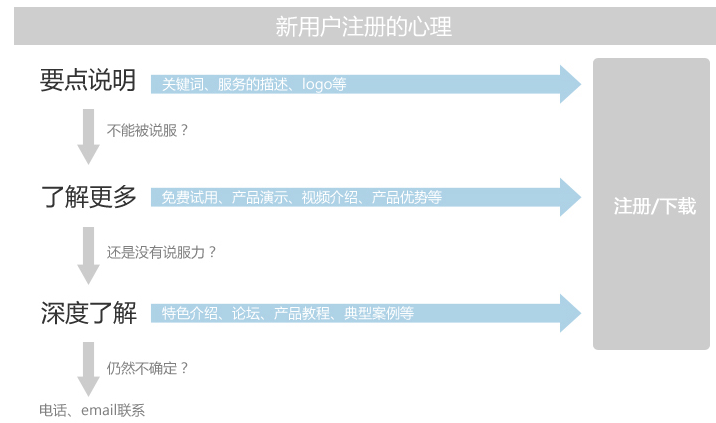 新用户注册的心理
要点说明
关键词、服务的描述、logo等
不能被说服？
了解更多
免费试用、产品演示、视频介绍、产品优势等
注册/下载
还是没有说服力？
深度了解
特色介绍、论坛、产品教程、典型案例等
仍然不确定？
电话、email联系